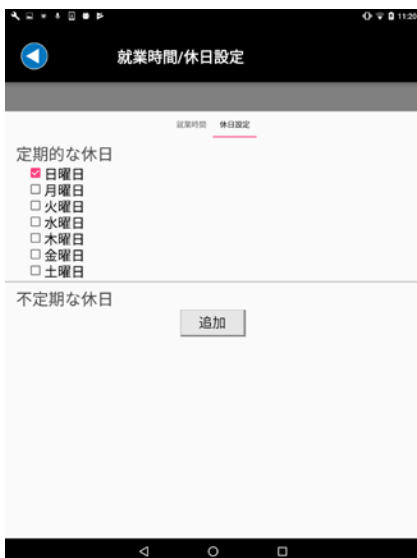 11:20
就業時間/休日設定
就業時間 休日設定
定期的な休日
日曜日
月曜日
火曜日
水曜日
木曜日
金曜日
土曜日
不定期な休日
追加